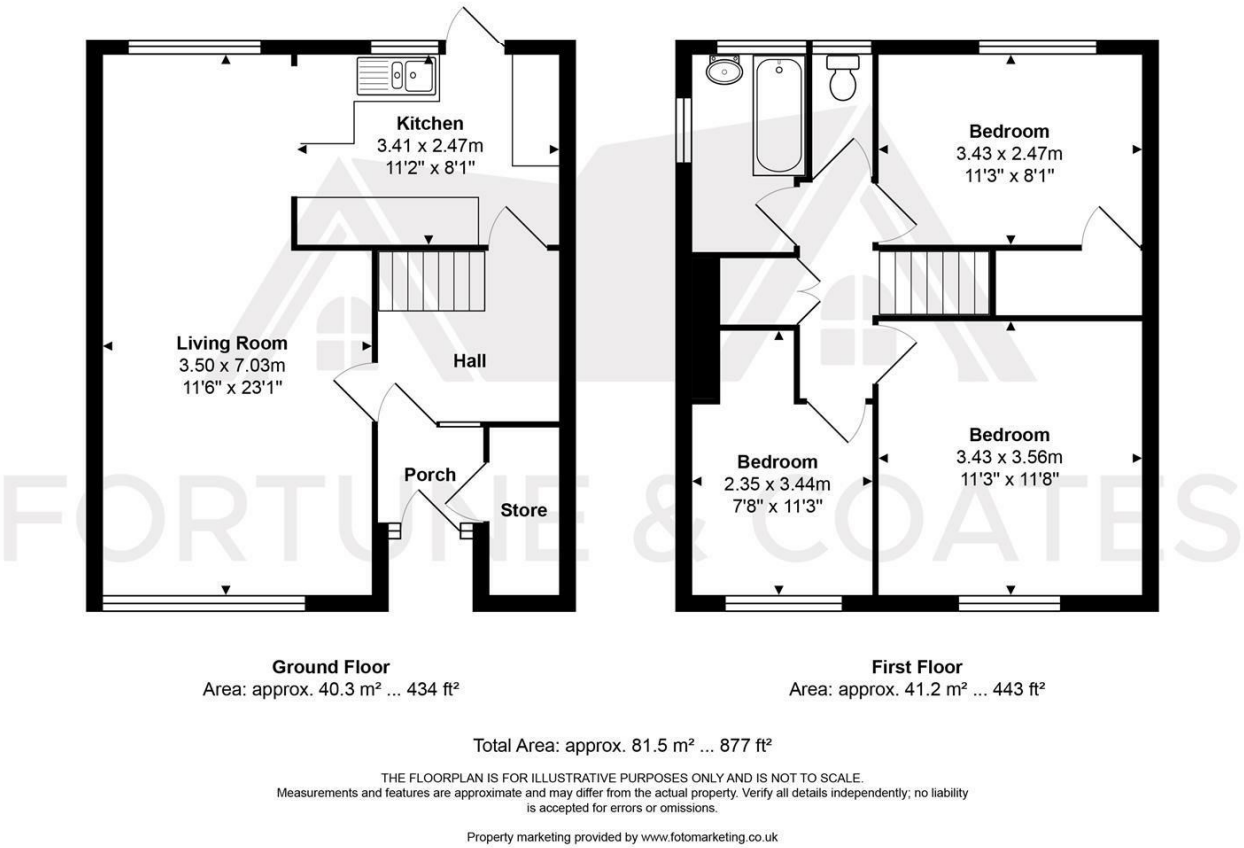 Kitchen
3.41 x 2.47m
11'2" x 8'1"
Living Room
3.50 x 7.03m
11'6" x 23'1"
Hall
Porch
Store
Bedroom
3.43 x 2.47m
11'3" x 8'1"
Bedroom
2.35 x 3.44m
7'8" x 11'3"
Bedroom
3.43 x 3.56m
11'3" x 11'8"
FORTUNE & COATES
Ground Floor
Area: approx. 40.3 m² ... 434 ft²
First Floor
Area: approx. 41.2 m² ... 443 ft²
Total Area: approx. 81.5 m² ... 877 ft²
THE FLOORPLAN IS FOR ILLUSTRATIVE PURPOSES ONLY AND IS NOT TO SCALE.
Measurements and features are approximate and may differ from the actual property. Verify all details independently; no liability
is accepted for errors or omissions.
Property marketing provided by www.fotomarketing.co.uk